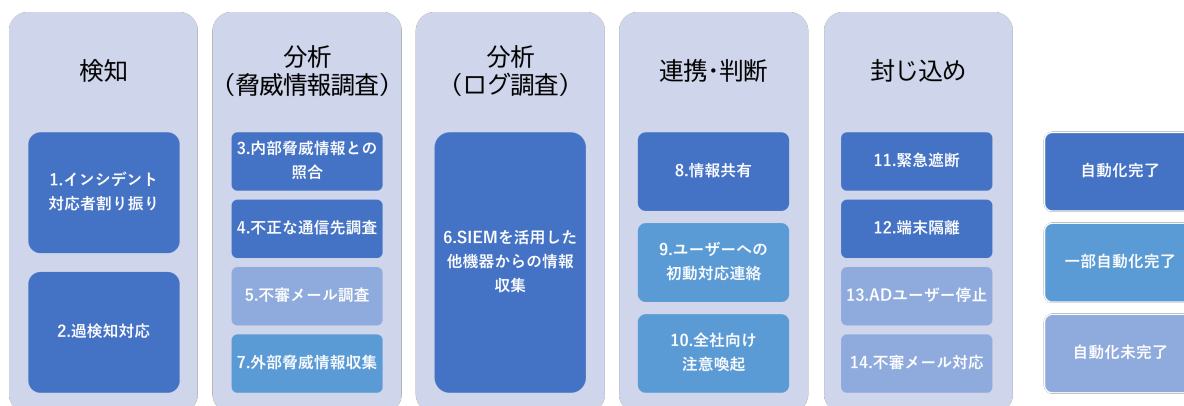 検知
1.インシデント
対応者割り振り
2.過検知対応
分析
（脅威情報調査）
3.内部脅威情報との
照合
4.不正な通信先調査
5.不審メール調査
7.外部脅威情報収集
分析
（ログ調査）
6.SIEMを活用した
他機器からの情報
収集
連携・判断
8.情報共有
9.ユーザーへの
初動対応連絡
10.全社向け
注意喚起
封じ込め
11.緊急遮断
12.端末隔離
13.ADユーザー停止
14.不審メール対応
自動化完了
一部自動化完了
自動化未完了